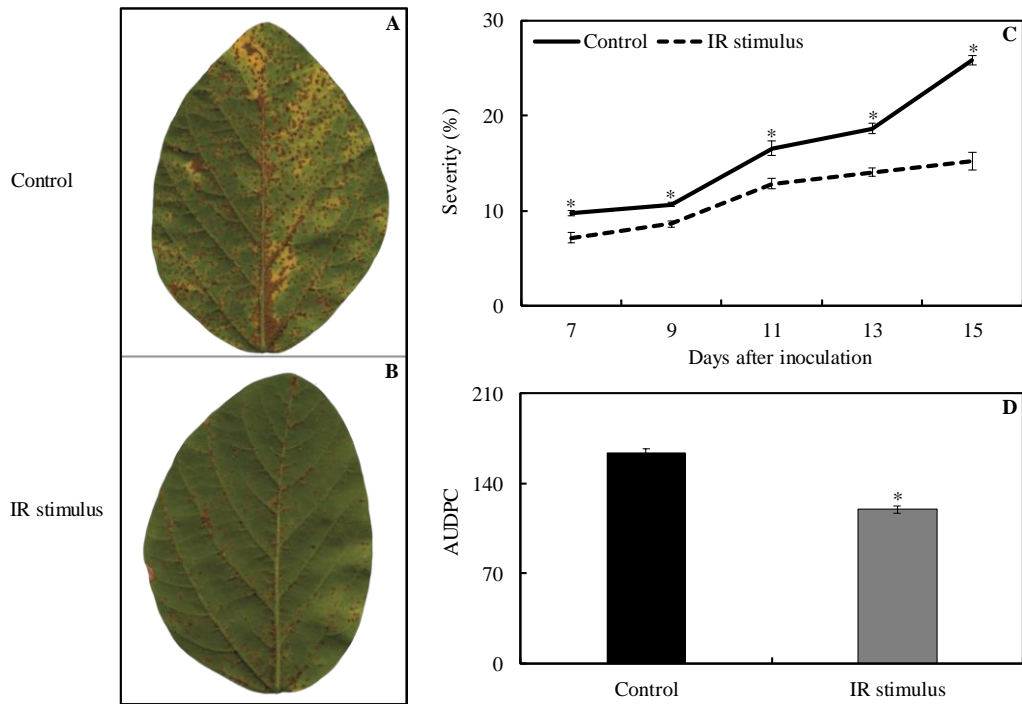 A
Control
B
IR stimulus
C
Control
IR stimulus
Severity (%)
30
20
10
0
*
*
*
*
*
7 9 11 13 15
Days after inoculation
D
AUDPC
210
140
70
0
*
Control IR stimulus